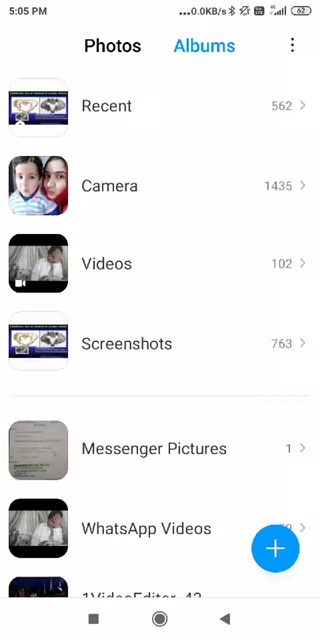 5:05 PM
...0.0KB/s 4G 62
Photos Albums
Recent 562
Camera 1435
Videos 102
Screenshots 763
Messenger Pictures 1
WhatsApp Videos